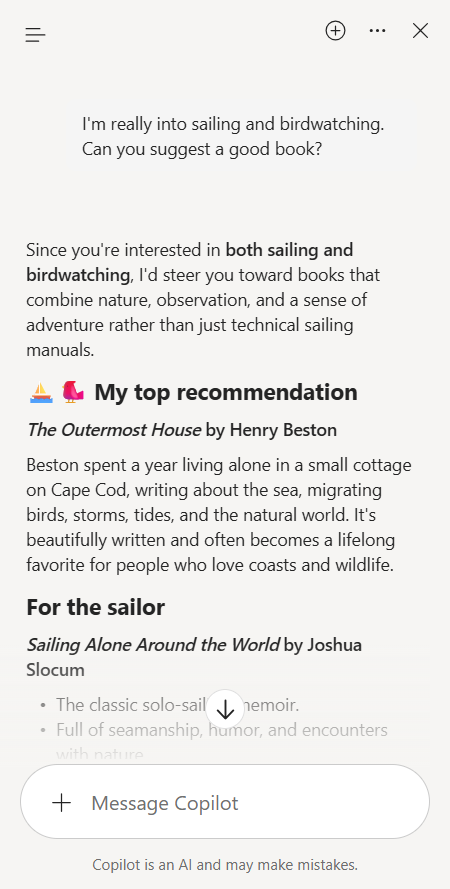 I'm really into sailing and birdwatching.
Can you suggest a good book?
Since you're interested in both sailing and
birdwatching, I'd steer you toward books that
combine nature, observation, and a sense of
adventure rather than just technical sailing
manuals.
My top recommendation
The Outermost House by Henry Beston
Beston spent a year living alone in a small cottage
on Cape Cod, writing about the sea, migrating
birds, storms, tides, and the natural world. It's
beautifully written and often becomes a lifelong
favorite for people who love coasts and wildlife.
For the sailor
Sailing Alone Around the World by Joshua
Slocum
• The classic memoir.
• Full of seamanship, humor, and encounters
with nature
Message Copilot
Copilot is an AI and may make mistakes.